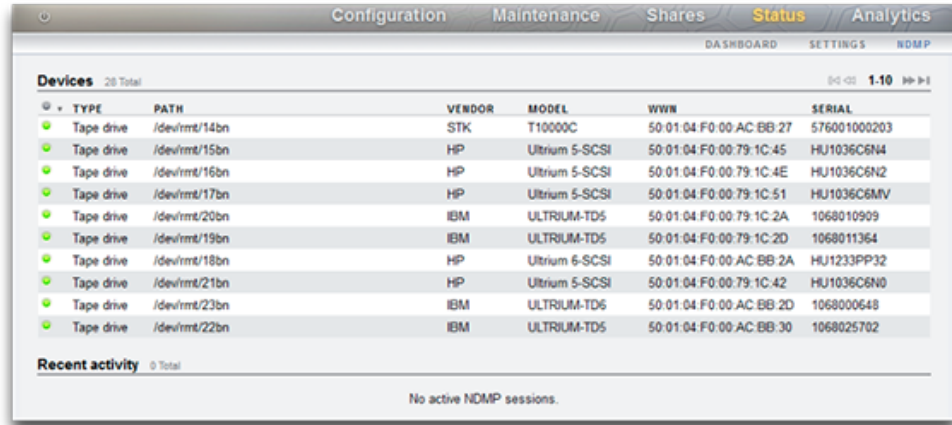 Configuration Maintenance Shares Status Analytics
DASHBOARD SETTINGS NDMP
Devices 28 Total 1-10
TYPE PATH VENDOR MODEL WWN SERIAL
Tape drive /dev/rmt/14bn STK T10000C 50:01:04:F0:00:AC:BB:27 576001000203
Tape drive /dev/rmt/15bn HP Ultrium 5-SCSI 50:01:04:F0:00:79:1C:45 HU1036C6N4
Tape drive /dev/rmt/16bn HP Ultrium 5-SCSI 50:01:04:F0:00:79:1C:4E HU1036C6N2
Tape drive /dev/rmt/17bn HP Ultrium 5-SCSI 50:01:04:F0:00:79:1C:51 HU1036C6MV
Tape drive /dev/rmt/20bn IBM ULTRIUM-TD5 50:01:04:F0:00:79:1C:2A 1068010909
Tape drive /dev/rmt/19bn IBM ULTRIUM-TD5 50:01:04:F0:00:79:1C:2D 1068011364
Tape drive /dev/rmt/18bn HP Ultrium 6-SCSI 50:01:04:F0:00:AC:BB:2A HU1233PP32
Tape drive /dev/rmt/21bn HP Ultrium 5-SCSI 50:01:04:F0:00:79:1C:42 HU1036C6N0
Tape drive /dev/rmt/23bn IBM ULTRIUM-TD6 50:01:04:F0:00:AC:BB:2D 1068000648
Tape drive /dev/rmt/22bn IBM ULTRIUM-TD5 50:01:04:F0:00:AC:BB:30 1068025702
Recent activity 0 Total
No active NDMP sessions.